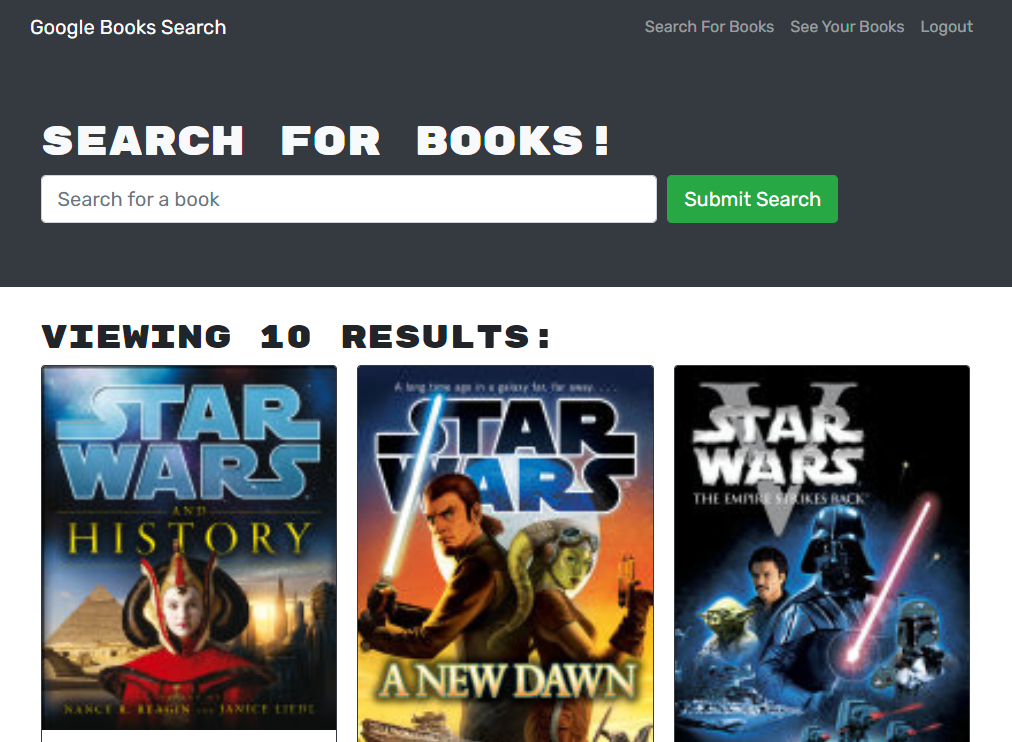 Google Books Search
Search For Books See Your Books Logout
SEARCH FOR BOOKS!
Search for a book
Submit Search
VIEWING 10 RESULTS:
STAR
WARS
AND
HISTORY
NANCY R. REAGIN AND JANICE LIEDL
A long time ago in a galaxy far, far away. . . .
STAR
WARS
A NEW DAWN
V
STAR
WARS
THE EMPIRE STRIKES BACK